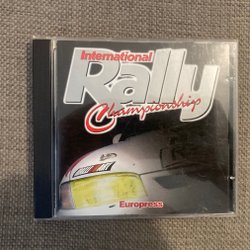 International
Rally
Championship
Europress